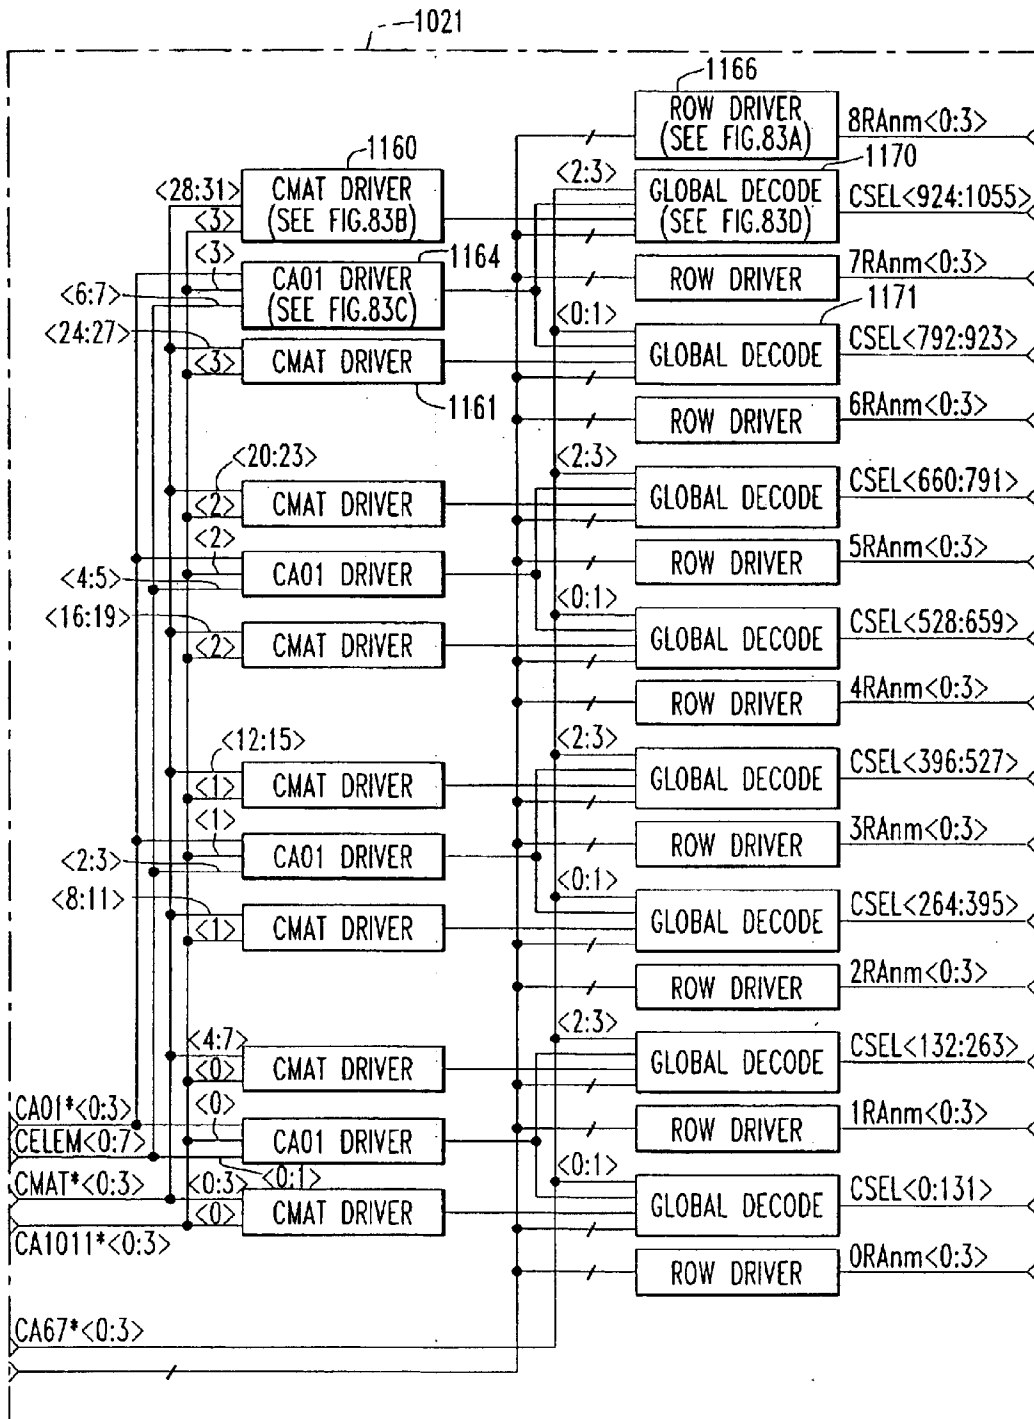 1021
1166
ROW DRIVER
(SEE FIG.83A)
8RAnm<0:3>
1160
1170
<28:31>
CMAT DRIVER
(SEE FIG.83B)
<3>
<2:3>
GLOBAL DECODE
(SEE FIG.83D)
CSEL<924:1055>
<3>
1164
CA01 DRIVER
(SEE FIG.83C)
<6:7>
ROW DRIVER
7RAnm<0:3>
<24:27>
<0:1>
1171
<3>
CMAT DRIVER
GLOBAL DECODE
CSEL<792:923>
1161
ROW DRIVER
6RAnm<0:3>
<20:23>
<2:3>
<2>
CMAT DRIVER
GLOBAL DECODE
CSEL<660:791>
<2>
<4:5>
CA01 DRIVER
ROW DRIVER
5RAnm<0:3>
<16:19>
<0:1>
<2>
CMAT DRIVER
GLOBAL DECODE
CSEL<528:659>
ROW DRIVER
4RAnm<0:3>
<12:15>
<2:3>
<1>
CMAT DRIVER
GLOBAL DECODE
CSEL<396:527>
<1>
<2:3>
CA01 DRIVER
ROW DRIVER
3RAnm<0:3>
<8:11>
<0:1>
<1>
CMAT DRIVER
GLOBAL DECODE
CSEL<264:395>
ROW DRIVER
2RAnm<0:3>
<4:7>
<2:3>
<0>
CMAT DRIVER
GLOBAL DECODE
CSEL<132:263>
CA01*<0:3>
<0>
CELEM<0:7>
CA01 DRIVER
ROW DRIVER
1RAnm<0:3>
<0:1>
<0:1>
CMAT*<0:3>
<0:3>
<0>
CMAT DRIVER
GLOBAL DECODE
CSEL<0:131>
CA1011*<0:3>
ROW DRIVER
0RAnm<0:3>
CA67*<0:3>